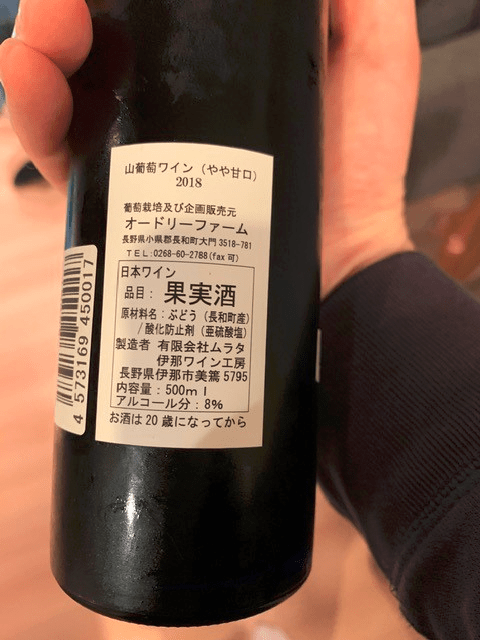 山葡萄ワイン（やや甘口）
2018
葡萄栽培及び企画販売元
オードリーファーム
長野県小県郡長和町大門 3518-781
ＴＥＬ:0268-60-2788(fax 可)
日本ワイン
品目： 果実酒
原材料名：ぶどう（長和町産）
/酸化防止剤（亜硫酸塩）
製造者 有限会社ムラタ
伊那ワイン工房
長野県伊那市美篶 5795
内容量：500ｍｌ
アルコール分：8%
お酒は 20 歳になってから
4 573169 450017